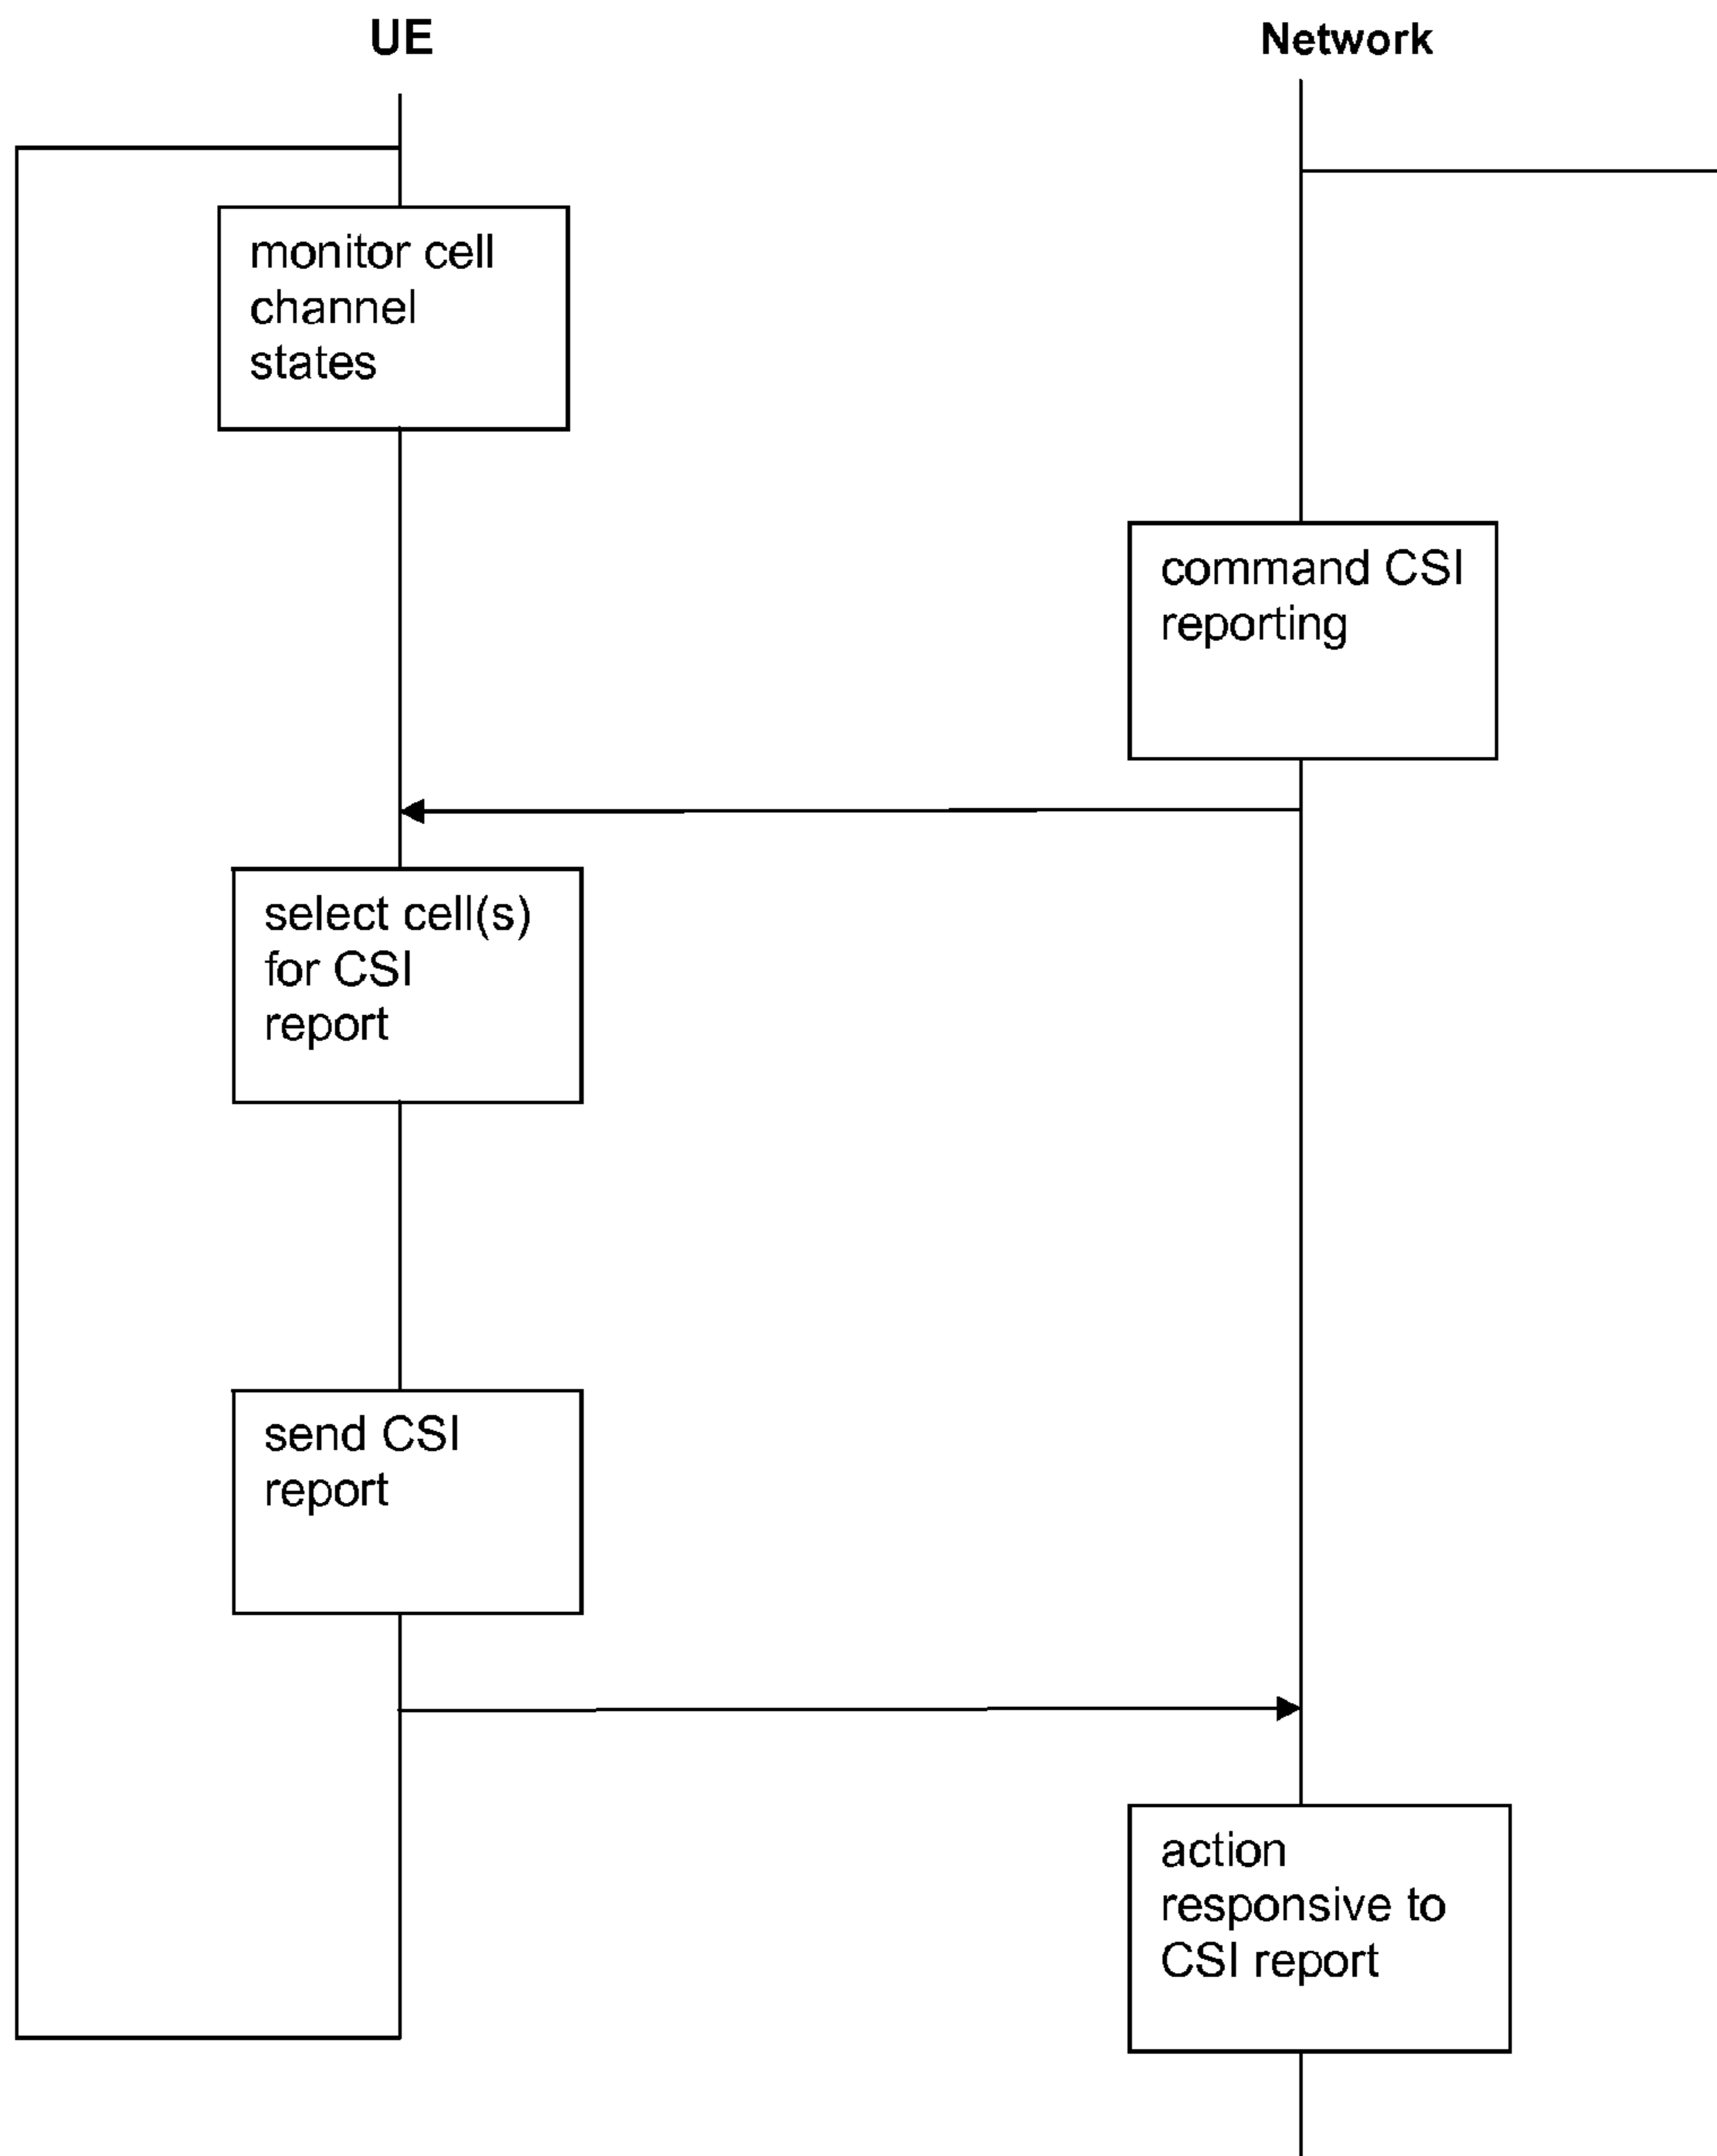 UE
Network
monitor cell
channel
states
command CSI
reporting
select cell(s)
for CSI
report
send CSI
report
action
responsive to
CSI report